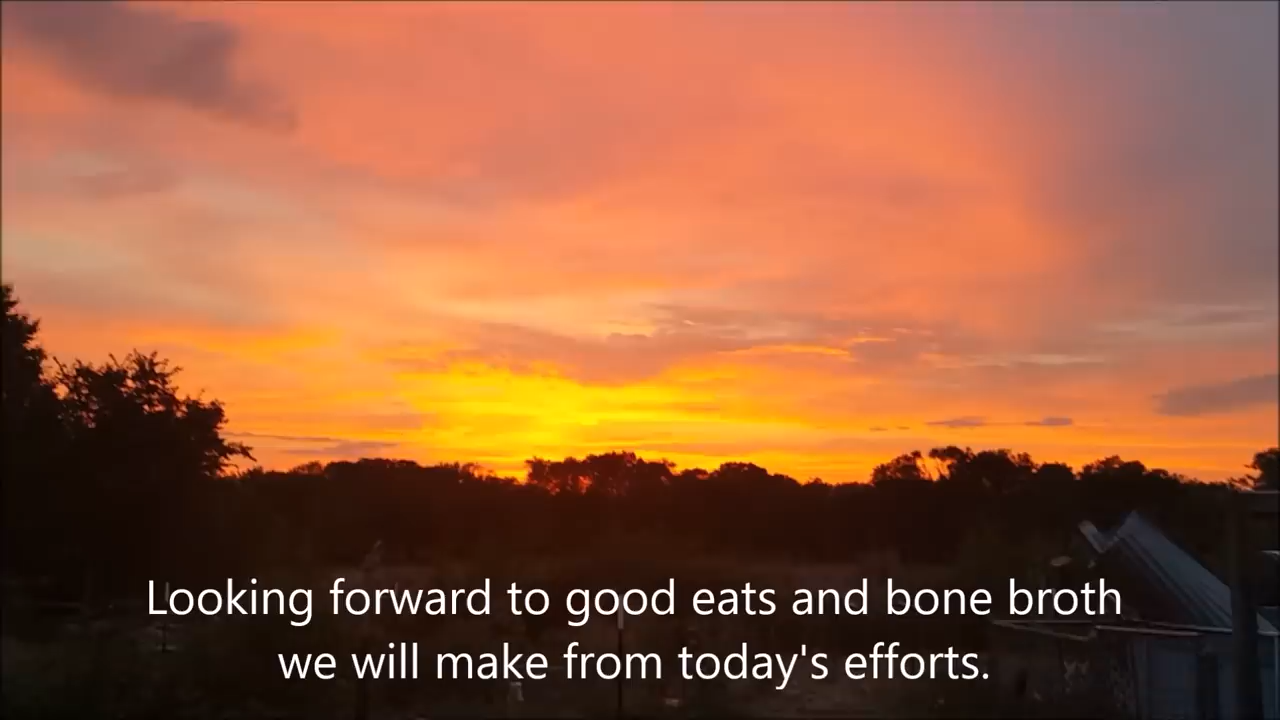 Looking forward to good eats and bone broth
we will make from today's efforts.